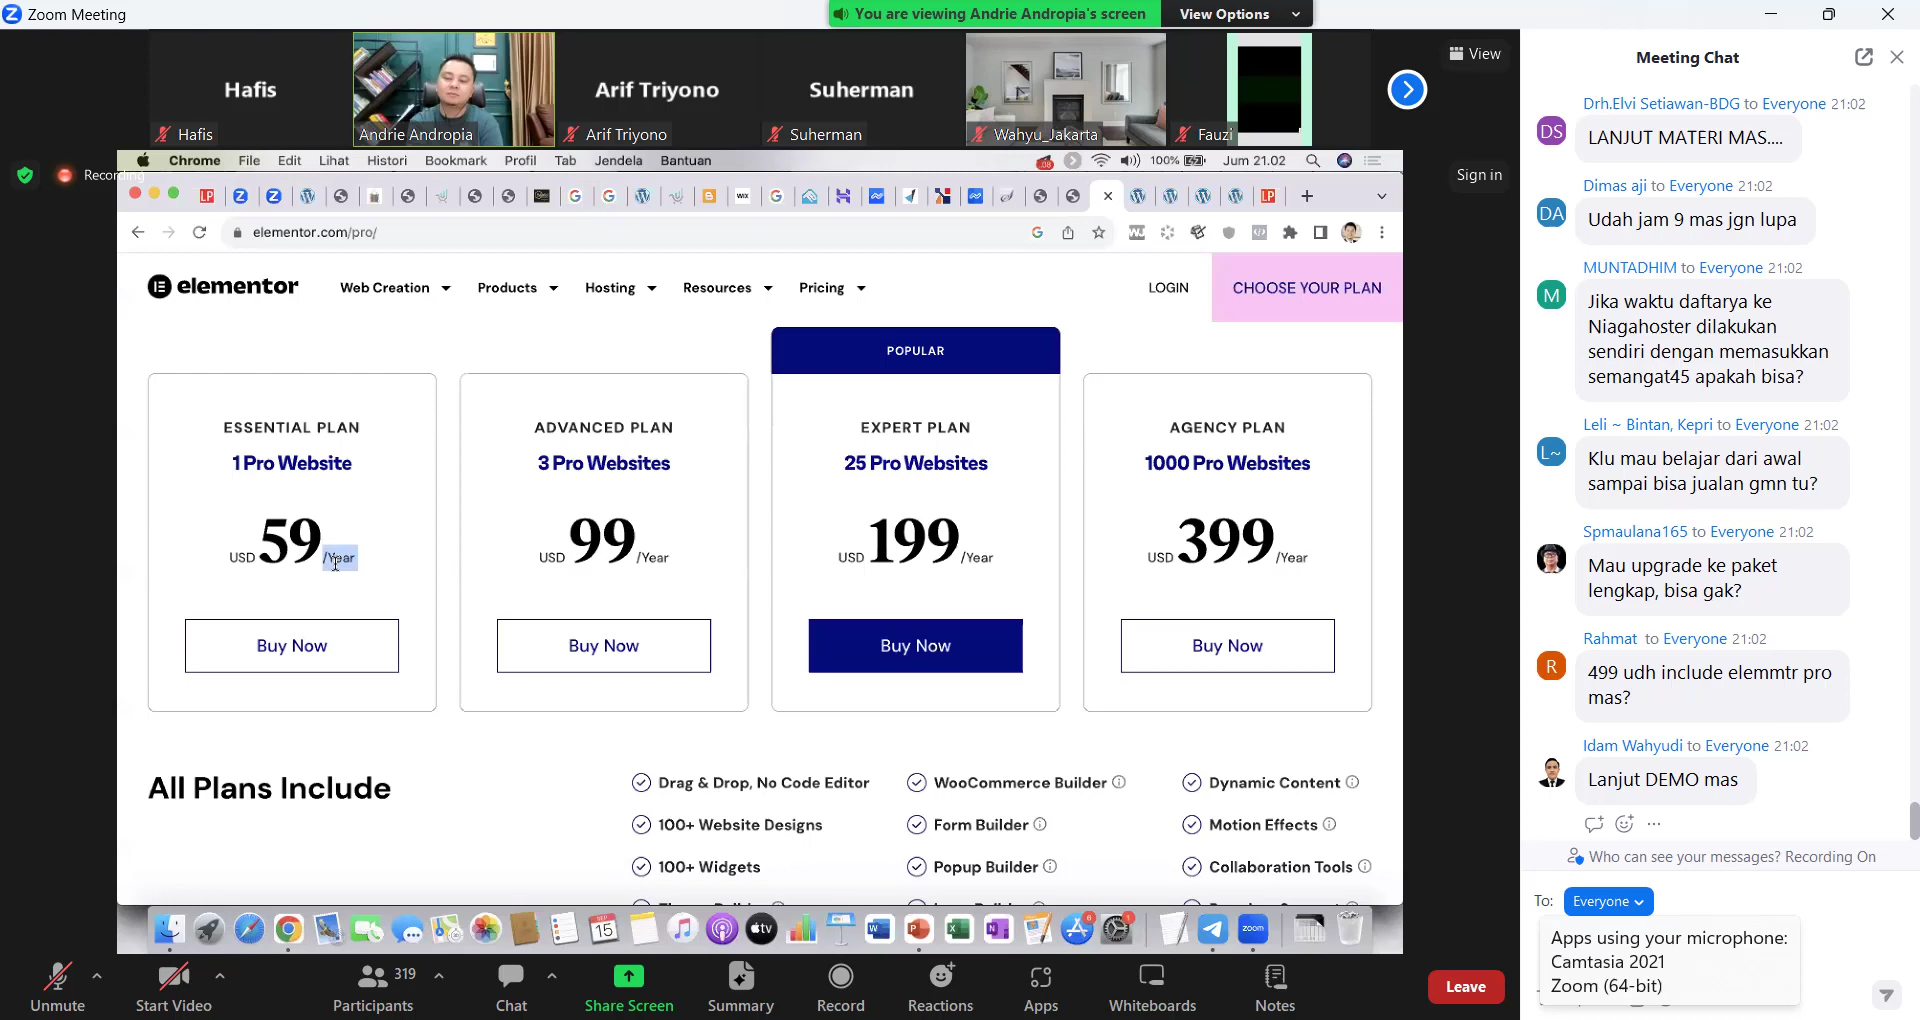 Zoom Meeting
You are viewing Andrie Andropia's screen
View Options
Hafis
Arif Triyono
Suherman
View
Hafis
Andrie Andropia
Arif Triyono
Suherman
Wahyu_Jakarta
Fauzi
Recording
Sign in
Chrome File Edit Lihat Histori Bookmark Profil Tab Jendela Bantuan
100% Jum 21.02
elementor.com/pro/
elementor
Web Creation
Products
Hosting
Resources
Pricing
LOGIN
CHOOSE YOUR PLAN
POPULAR
ESSENTIAL PLAN
1 Pro Website
USD 59 /Year
Buy Now
ADVANCED PLAN
3 Pro Websites
USD 99 /Year
Buy Now
EXPERT PLAN
25 Pro Websites
USD 199 /Year
Buy Now
AGENCY PLAN
1000 Pro Websites
USD 399 /Year
Buy Now
All Plans Include
Drag & Drop, No Code Editor
100+ Website Designs
100+ Widgets
WooCommerce Builder
Form Builder
Popup Builder
Dynamic Content
Motion Effects
Collaboration Tools
Unmute
Start Video
319
Participants
Chat
Share Screen
Summary
Record
Reactions
Apps
Whiteboards
Notes
Leave
Meeting Chat
Drh.Elvi Setiawan-BDG to Everyone 21:02
DS
LANJUT MATERI MAS....
Dimas aji to Everyone 21:02
DA
Udah jam 9 mas jgn lupa
MUNTADHIM to Everyone 21:02
M
Jika waktu daftarya ke
Niagahoster dilakukan
sendiri dengan memasukkan
semangat45 apakah bisa?
Leli ~ Bintan, Kepri to Everyone 21:02
L~
Klu mau belajar dari awal
sampai bisa jualan gmn tu?
Spmaulana165 to Everyone 21:02
Mau upgrade ke paket
lengkap, bisa gak?
Rahmat to Everyone 21:02
R
499 udh include elemmtr pro
mas?
Idam Wahyudi to Everyone 21:02
Lanjut DEMO mas
Who can see your messages? Recording On
To: Everyone
Apps using your microphone:
Camtasia 2021
Zoom (64-bit)